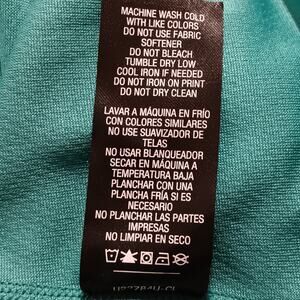 MACHINE WASH COLD
WITH LIKE COLORS
DO NOT USE FABRIC
SOFTENER
DO NOT BLEACH
TUMBLE DRY LOW
COOL IRON IF NEEDED
DO NOT IRON ON PRINT
DO NOT DRY CLEAN
LAVAR A MÁQUINA EN FRÍO
CON COLORES SIMILARES
NO USE SUAVIZADOR DE
TELAS
NO USAR BLANQUEADOR
SECAR EN MÁQUINA A
TEMPERATURA BAJA
PLANCHAR CON UNA
PLANCHA FRÍA SI ES
NECESARIO
NO PLANCHAR LAS PARTES
IMPRESAS
NO LIMPIAR EN SECO